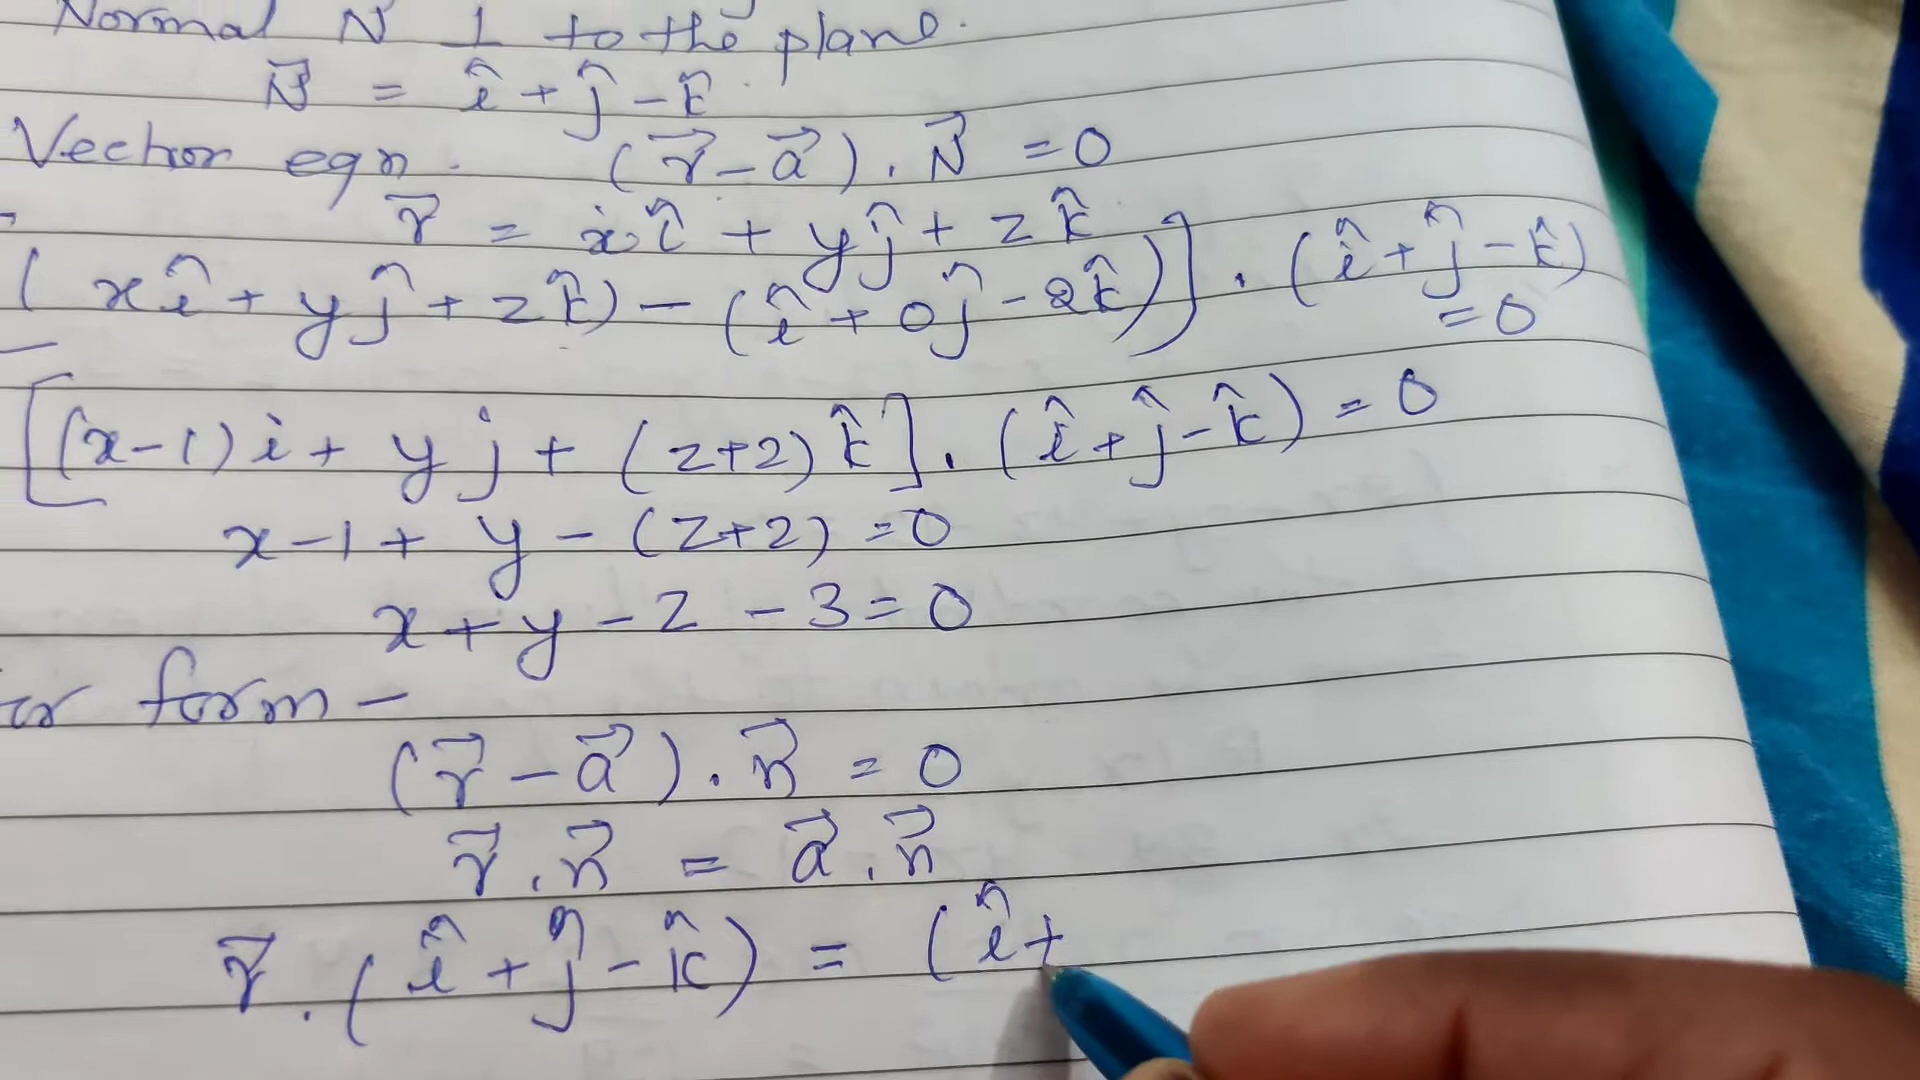 Normal N ⊥ to the plane.
N⃗ = î + ĵ - k̂.
Vector eqn. (r⃗ - a⃗). N⃗ = 0
r⃗ = xî + yĵ + zk̂
( xî + yĵ + zk̂) - (î + 0ĵ - 2k̂)] . (î + ĵ - k̂)
= 0
[(x-1)i + yj + (z+2)k̂]. (î + ĵ - k̂) = 0
x-1 + y - (z+2) = 0
x + y - z - 3 = 0
form -
(r⃗ - a⃗). n⃗ = 0
r⃗ . n⃗ = a⃗ . n⃗
r⃗ . (î + ĵ - k̂) = (î +